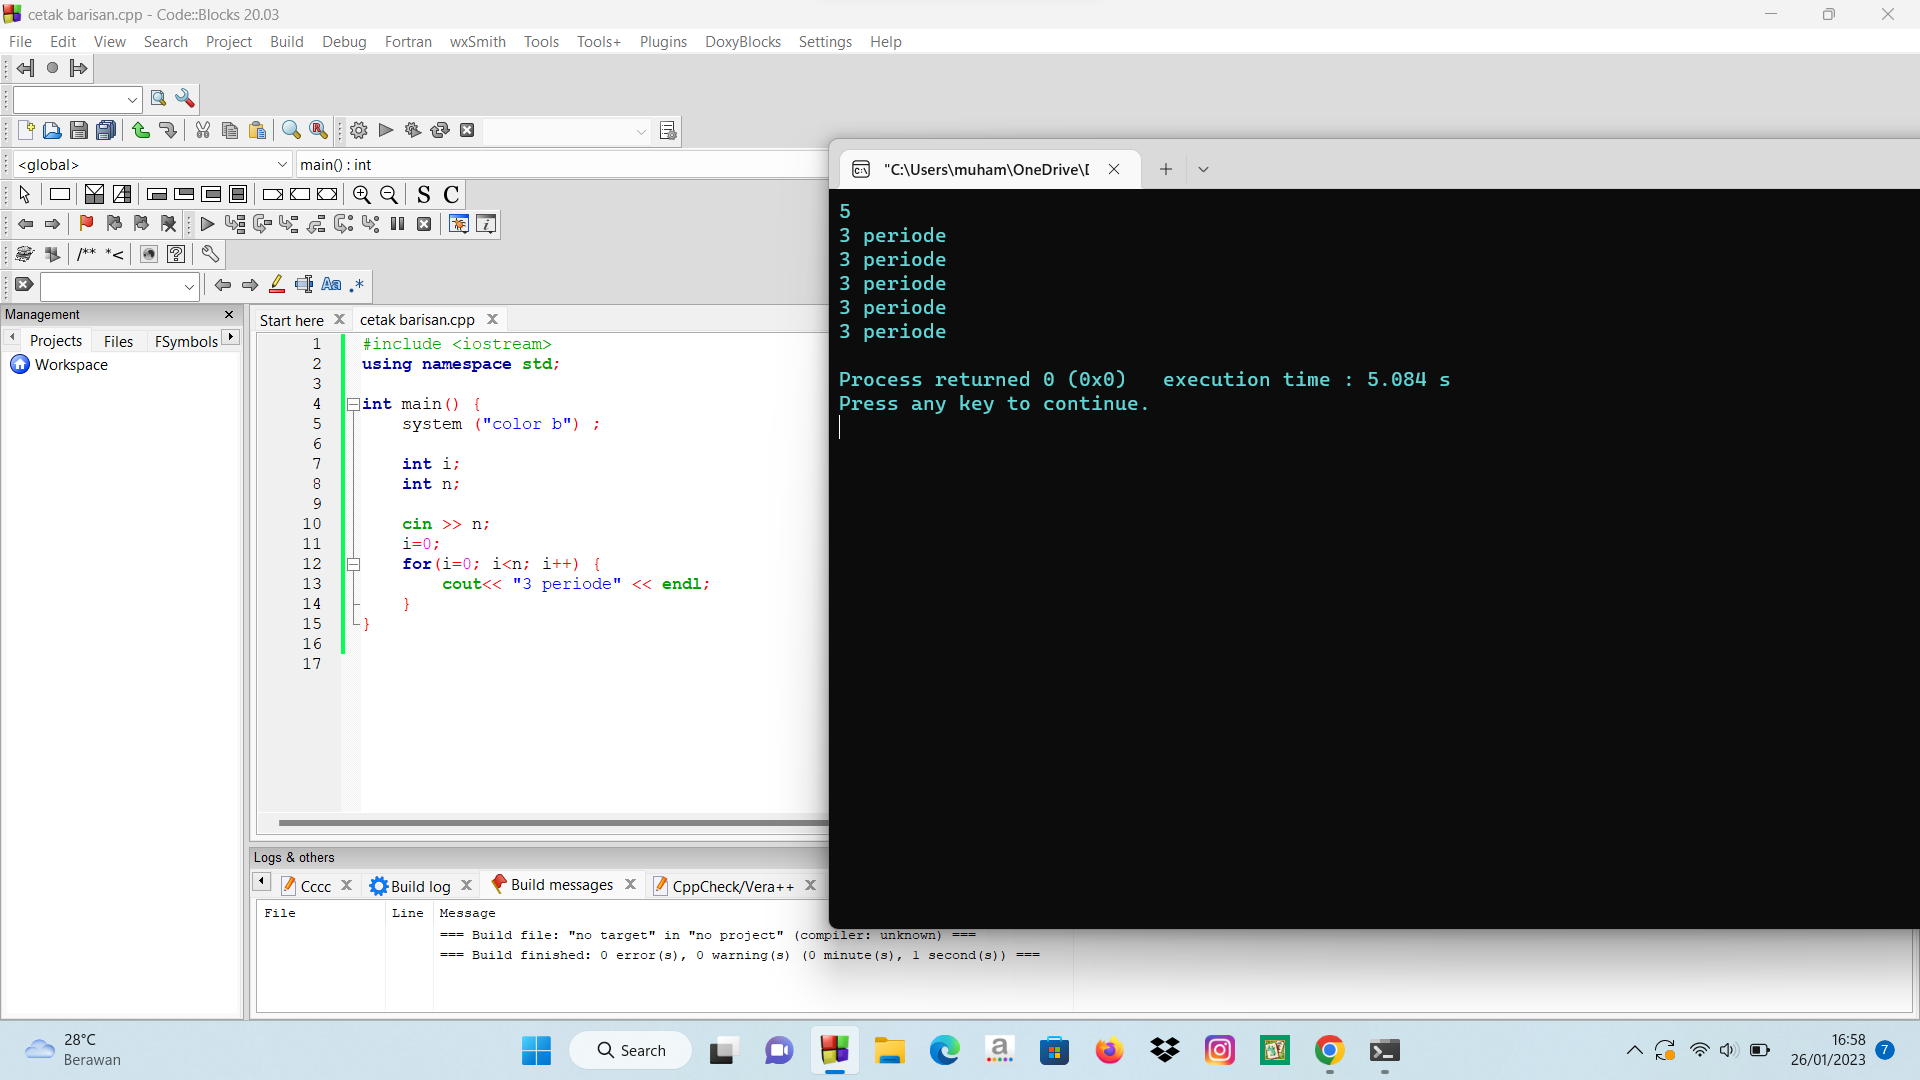 cetak barisan.cpp - Code::Blocks 20.03
File Edit View Search Project Build Debug Fortran wxSmith Tools Tools+ Plugins DoxyBlocks Settings Help
<global> main() : int
S C
/** *<
Aa .*
Management
Projects Files FSymbols
Workspace
Start here cetak barisan.cpp
1 #include <iostream>
2 using namespace std;
3
4 int main() {
5 system ("color b") ;
6
7 int i;
8 int n;
9
10 cin >> n;
11 i=0;
12 for(i=0; i<n; i++) {
13 cout<< "3 periode" << endl;
14 }
15 }
16
17
"C:\Users\muham\OneDrive\[
5
3 periode
3 periode
3 periode
3 periode
3 periode
Process returned 0 (0x0) execution time : 5.084 s
Press any key to continue.
Logs & others
Cccc Build log Build messages CppCheck/Vera++
File Line Message
=== Build file: "no target" in "no project" (compiler: unknown) ===
=== Build finished: 0 error(s), 0 warning(s) (0 minute(s), 1 second(s)) ===
28°C
Berawan
Search
16:58
26/01/2023
7